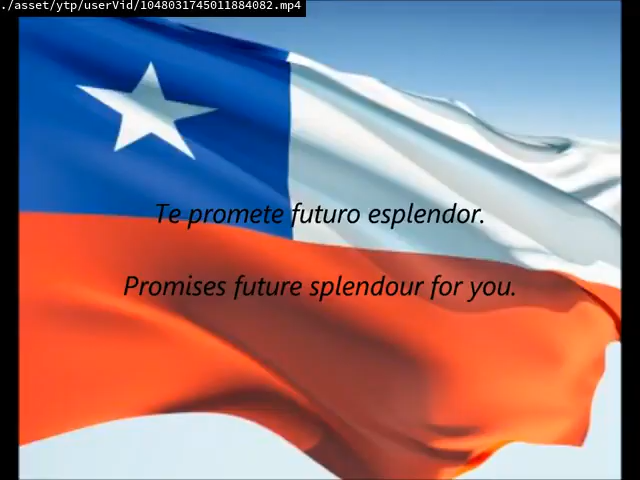 ./asset/ytp/userVid/1048031745011884082.mp4
Te promete futuro esplendor.
Promises future splendour for you.